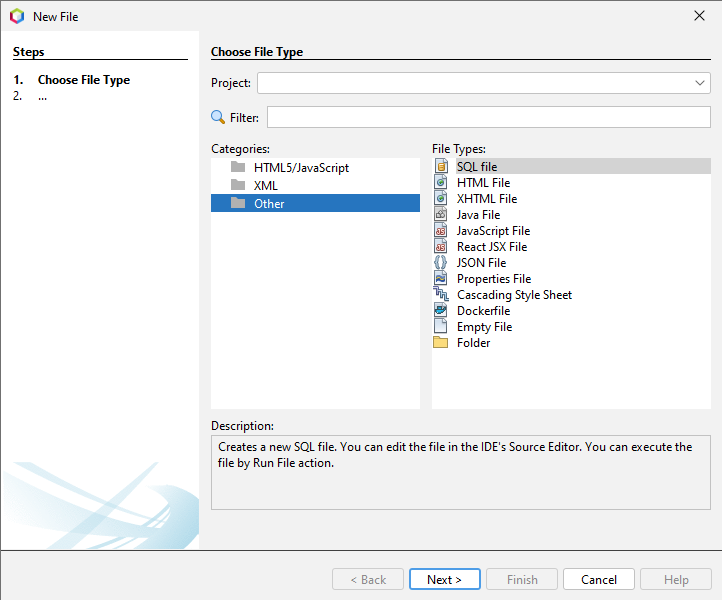 New File
Steps
1. Choose File Type
2. ...
Choose File Type
Project:
Filter:
Categories:
HTML5/JavaScript
XML
Other
File Types:
SQL file
HTML File
XHTML File
Java File
JavaScript File
React JSX File
JSON File
Properties File
Cascading Style Sheet
Dockerfile
Empty File
Folder
Description:
Creates a new SQL file. You can edit the file in the IDE's Source Editor. You can execute the
file by Run File action.
< Back
Next >
Finish
Cancel
Help